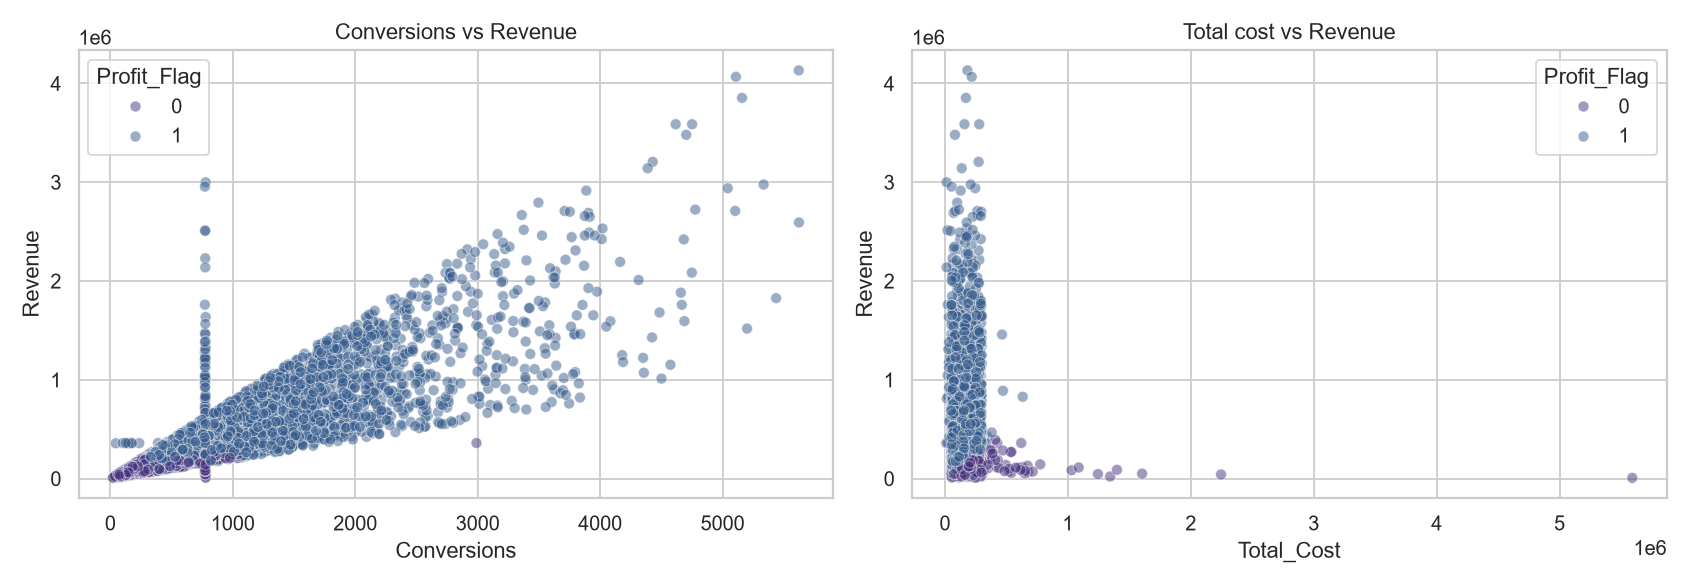 Conversions vs Revenue
1e6
Profit_Flag
0
1
4
3
2
1
0
Revenue
0 1000 2000 3000 4000 5000
Conversions
Total cost vs Revenue
1e6
Profit_Flag
0
1
4
3
2
1
0
Revenue
0 1 2 3 4 5
1e6
Total_Cost